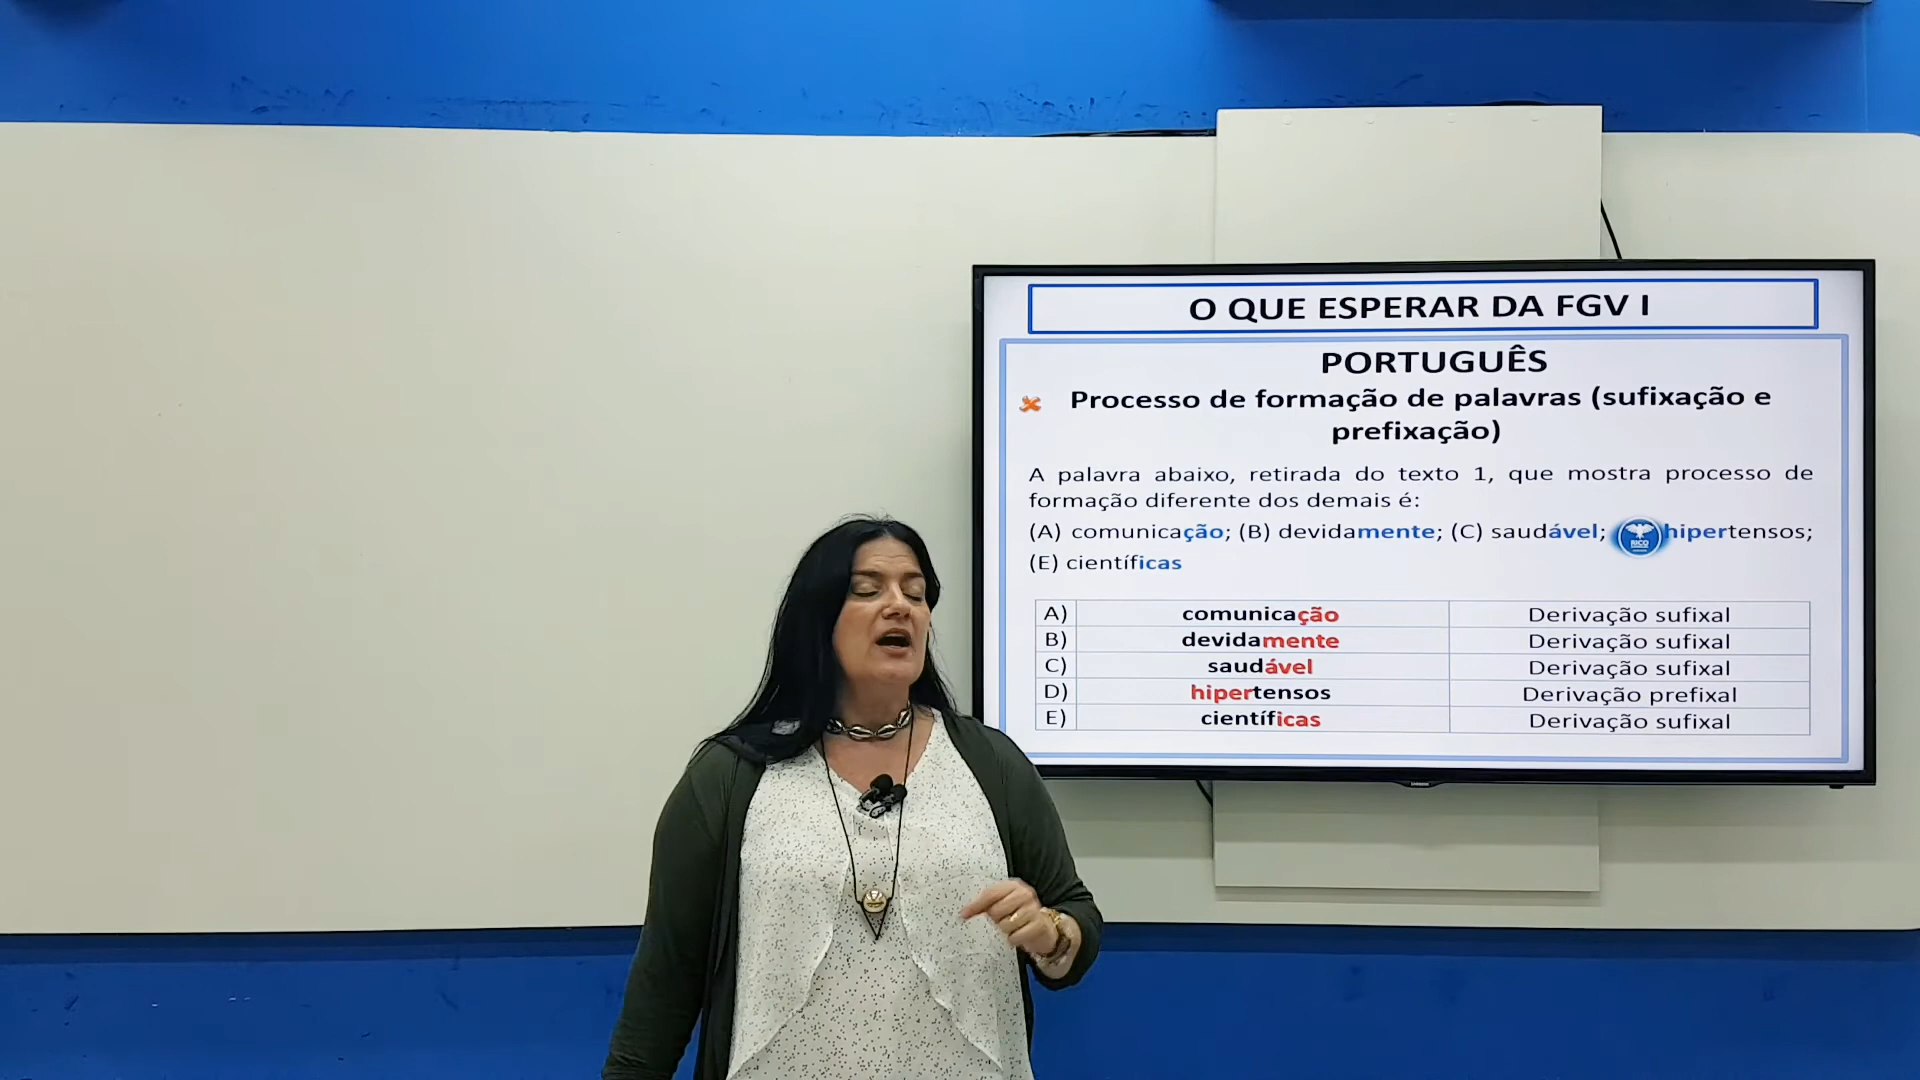 O QUE ESPERAR DA FGV I
PORTUGUÊS
Processo de formação de palavras (sufixação e
prefixação)
A palavra abaixo, retirada do texto 1, que mostra processo de
formação diferente dos demais é:
(A) comunicação; (B) devidamente; (C) saudável; hipertensos;
(E) científicas
A) comunicação Derivação sufixal
B) devidamente Derivação sufixal
C) saudável Derivação sufixal
D) hipertensos Derivação prefixal
E) científicas Derivação sufixal
RICO